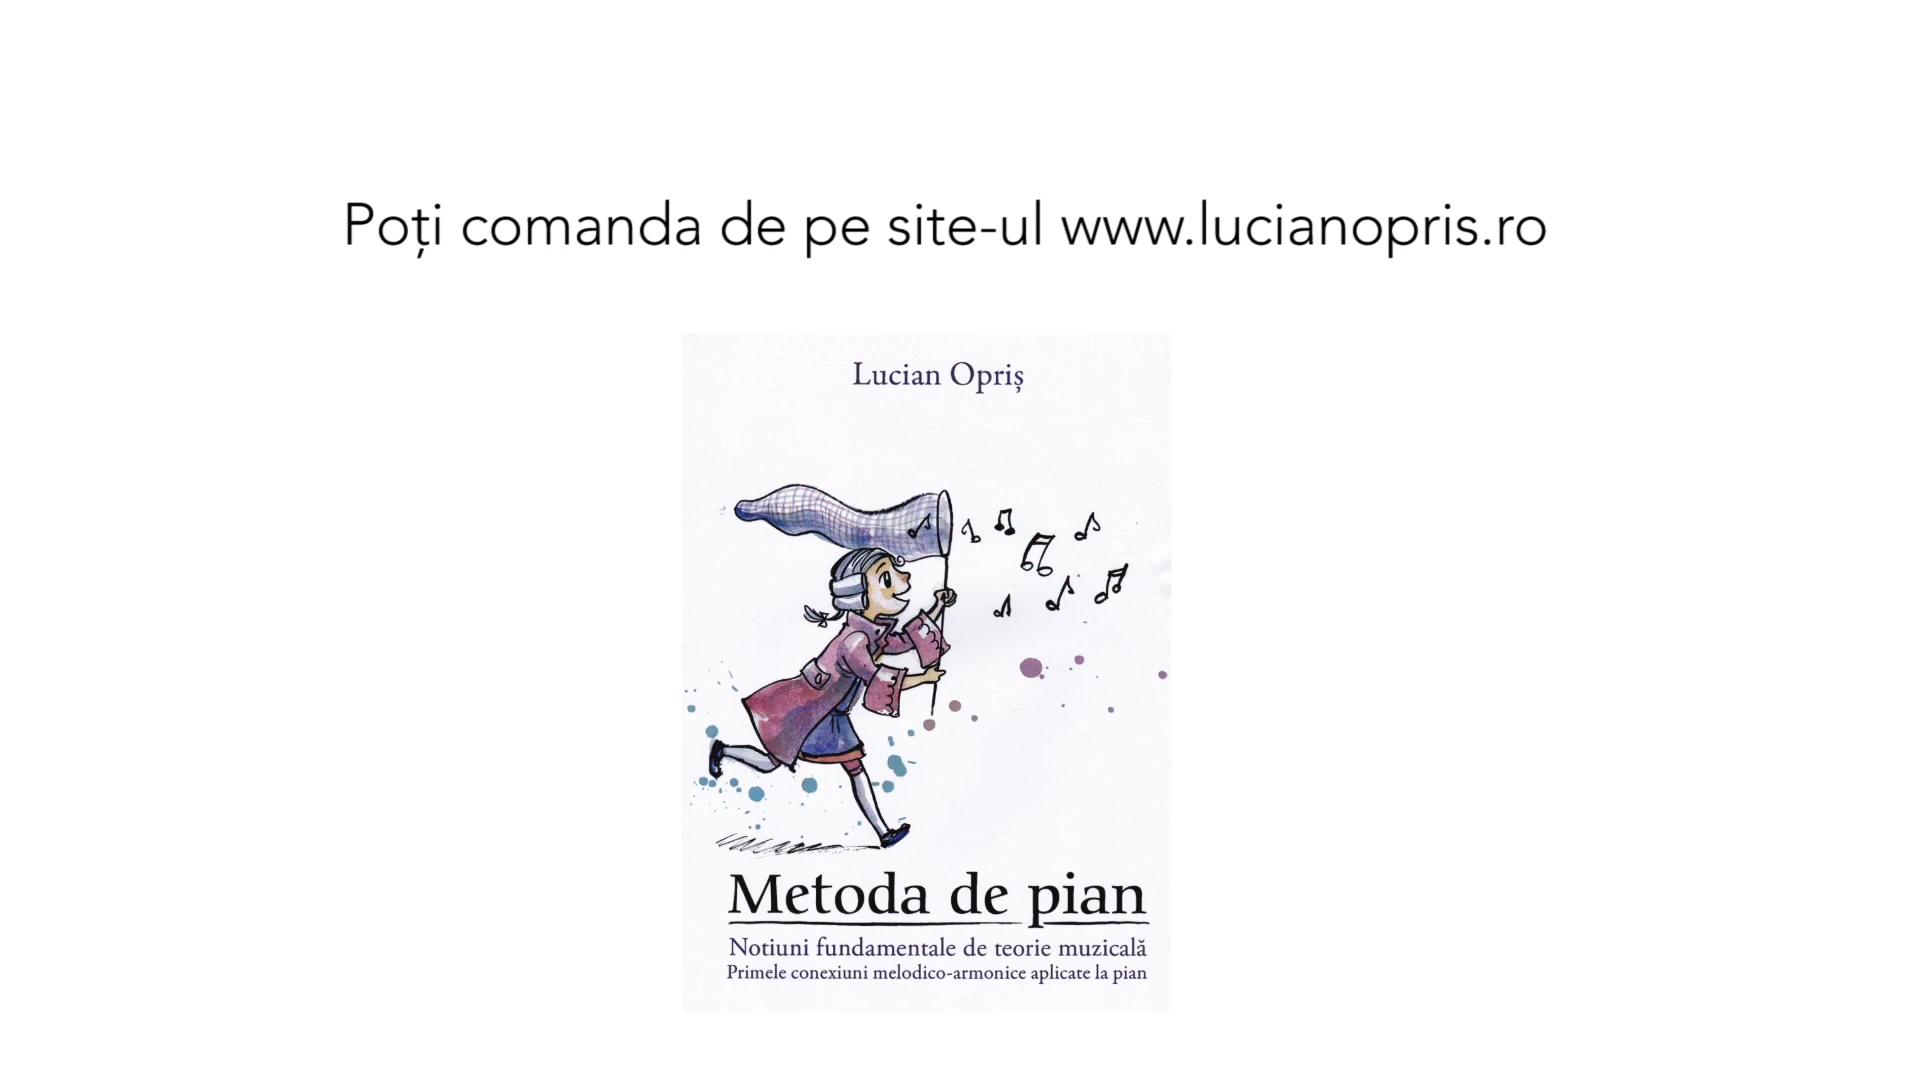 Poți comanda de pe site-ul www.lucianopris.ro
Lucian Opriș
Metoda de pian
Notiuni fundamentale de teorie muzicală
Primele conexiuni melodico-armonice aplicate la pian